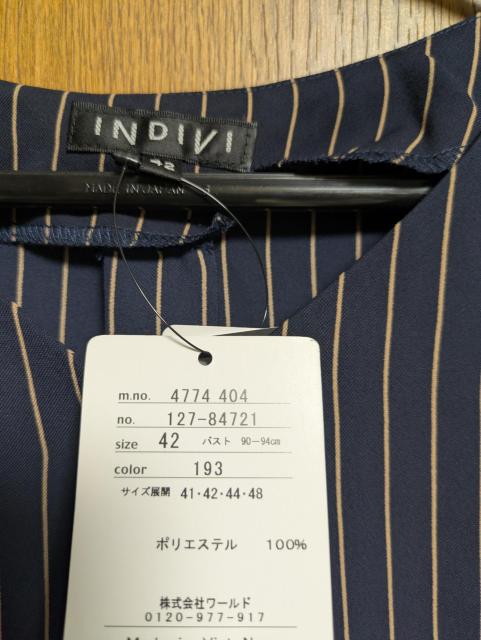 INDIVI
42
MADE IN JAPAN
m.no. 4774 404
no. 127-84721
size 42 バスト 90-94cm
color 193
サイズ展開 41・42・44・48
ポリエステル 100%
株式会社ワールド
0120-977-917